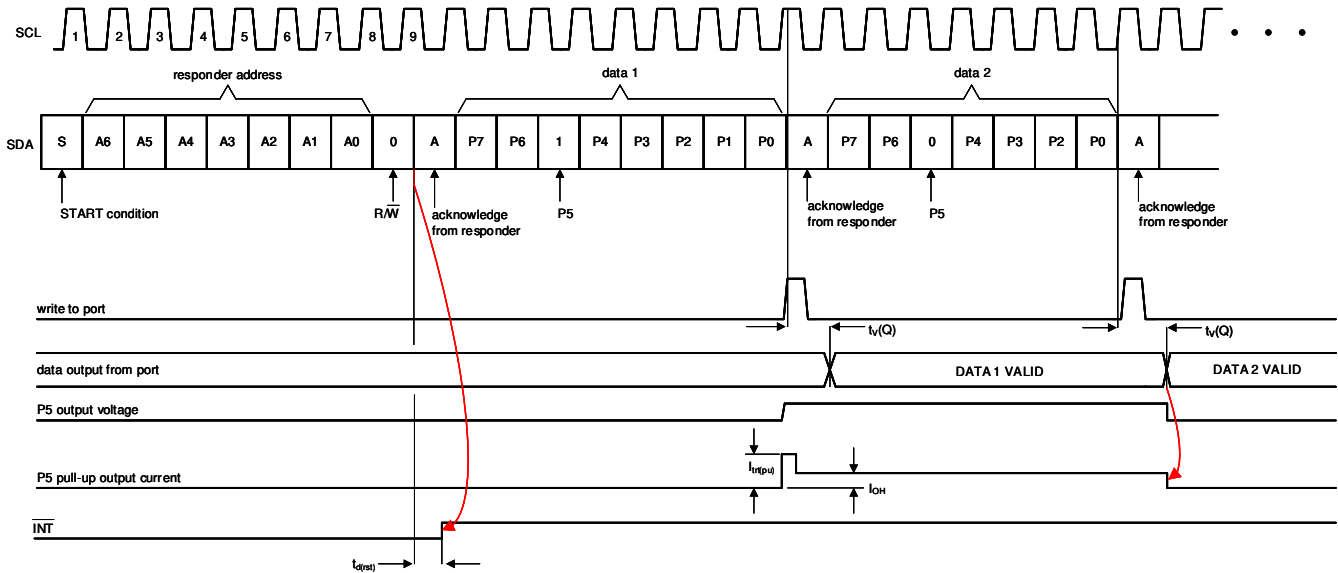 SCL 1 2 3 4 5 6 7 8 9
responder address data 1 data 2
SDA S A6 A5 A4 A3 A2 A1 A0 0 A P7 P6 1 P4 P3 P2 P1 P0 A P7 P6 0 P4 P3 P2 P0 A
START condition R/W̅ acknowledge from responder P5 acknowledge from responder P5 acknowledge from responder
write to port
tV(Q) tV(Q)
data output from port DATA 1 VALID DATA 2 VALID
P5 output voltage
P5 pull-up output current Itrt(pu) IOH
I̅N̅T̅
td(rst)